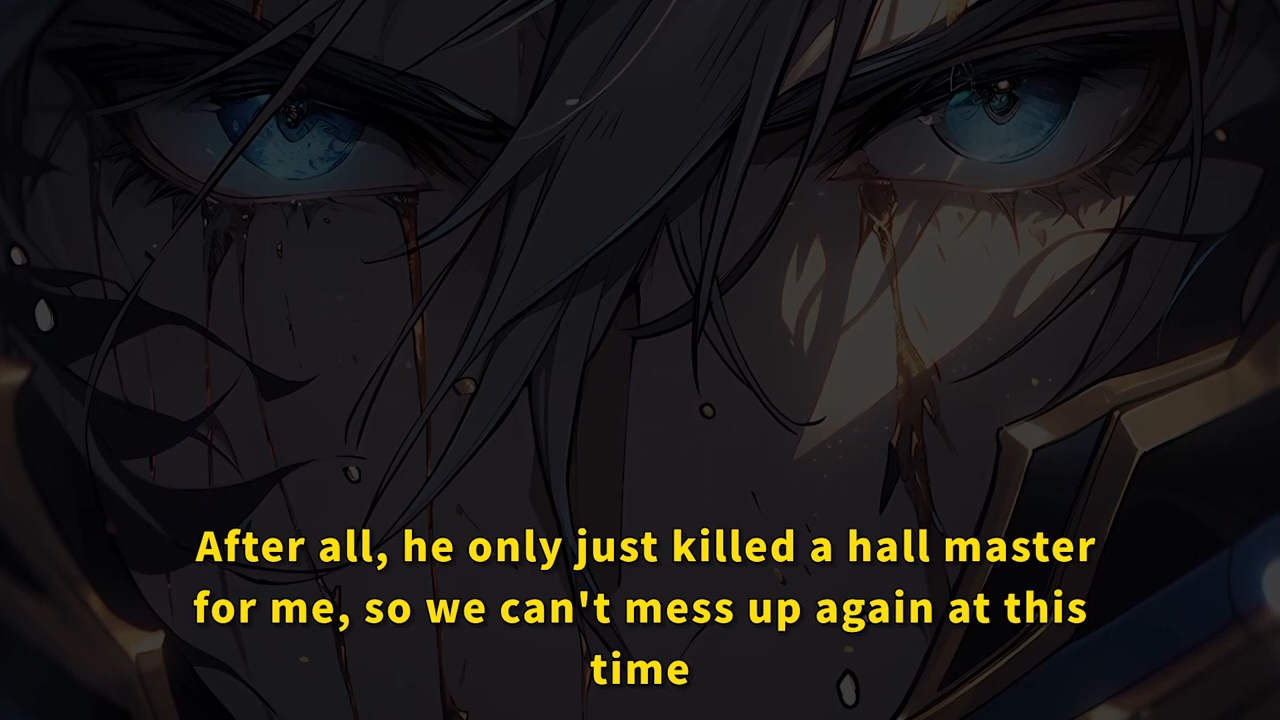 After all, he only just killed a hall master
for me, so we can't mess up again at this
time